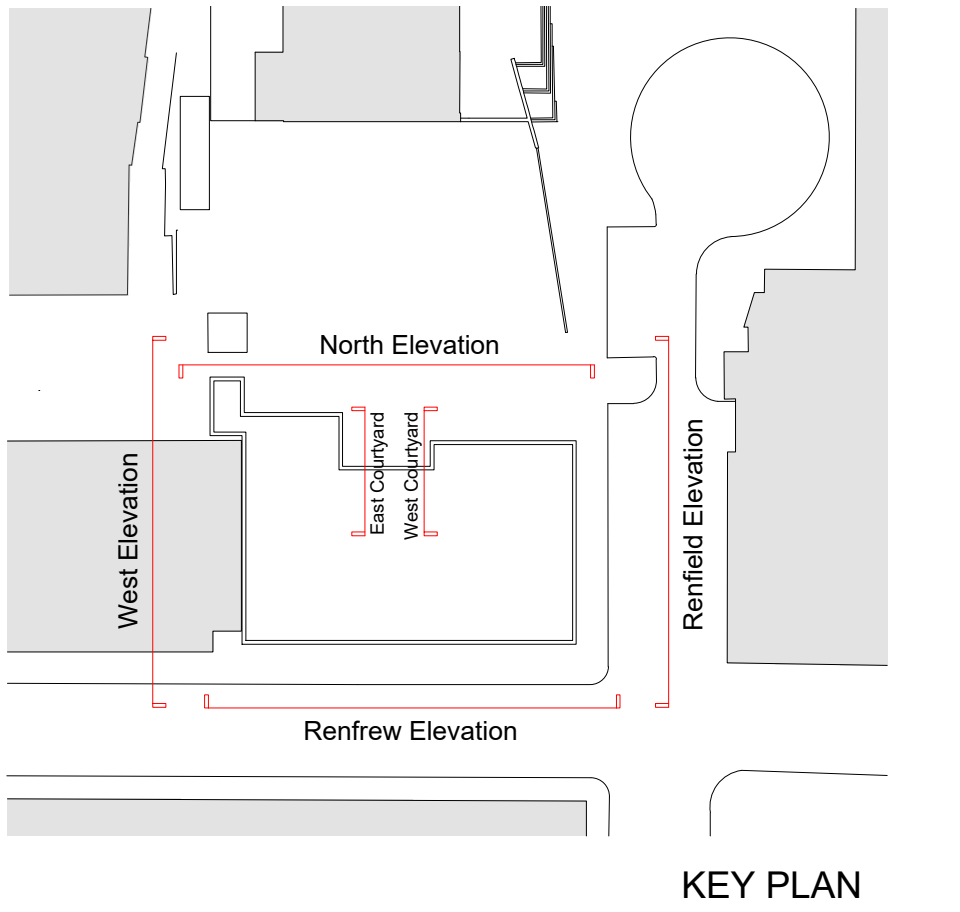 North Elevation
East Courtyard
West Courtyard
West Elevation
Renfield Elevation
Renfrew Elevation
KEY PLAN